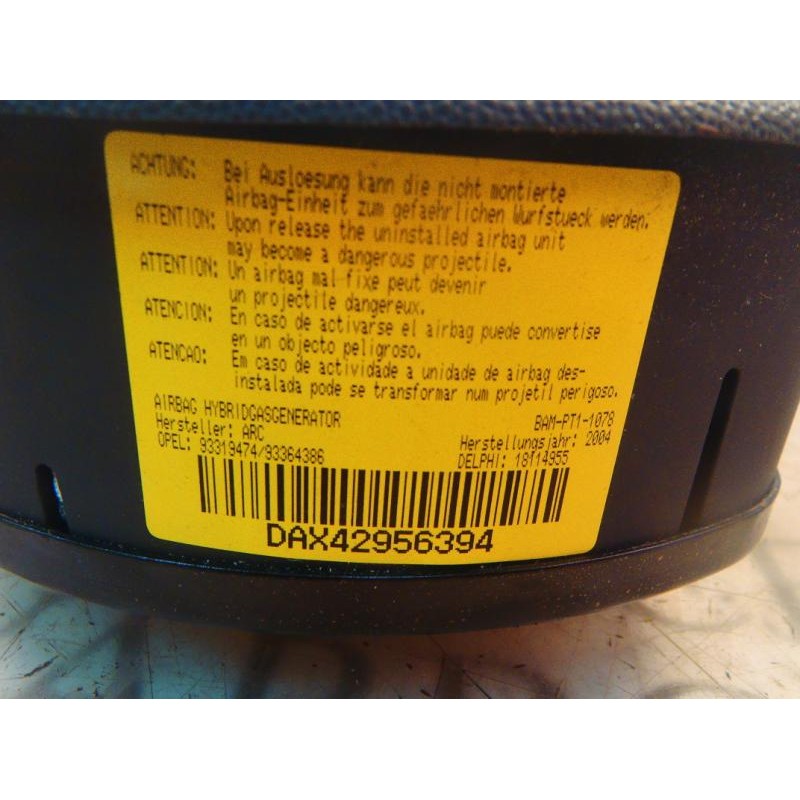 ACHTUNG: Bei Ausloesung kann die nicht montierte
Airbag-Einheit zum gefaehrlichen Wurfstueck werden.
ATTENTION: Upon release the uninstalled airbag unit
may become a dangerous projectile.
ATTENTION: Un airbag mal fixe peut devenir
un projectile dangereux.
ATENCION: En caso de activarse el airbag puede convertise
en un objecto peligroso.
ATENCAO: Em caso de actividade a unidade de airbag des-
instalada pode se transformar num projetil perigoso.
AIRBAG HYBRIDGASGENERATOR BAM-PT1-1078
Hersteller: ARC Herstellungsjahr: 2004
OPEL: 93319474/93364386 DELPHI: 18114955
DAX42956394